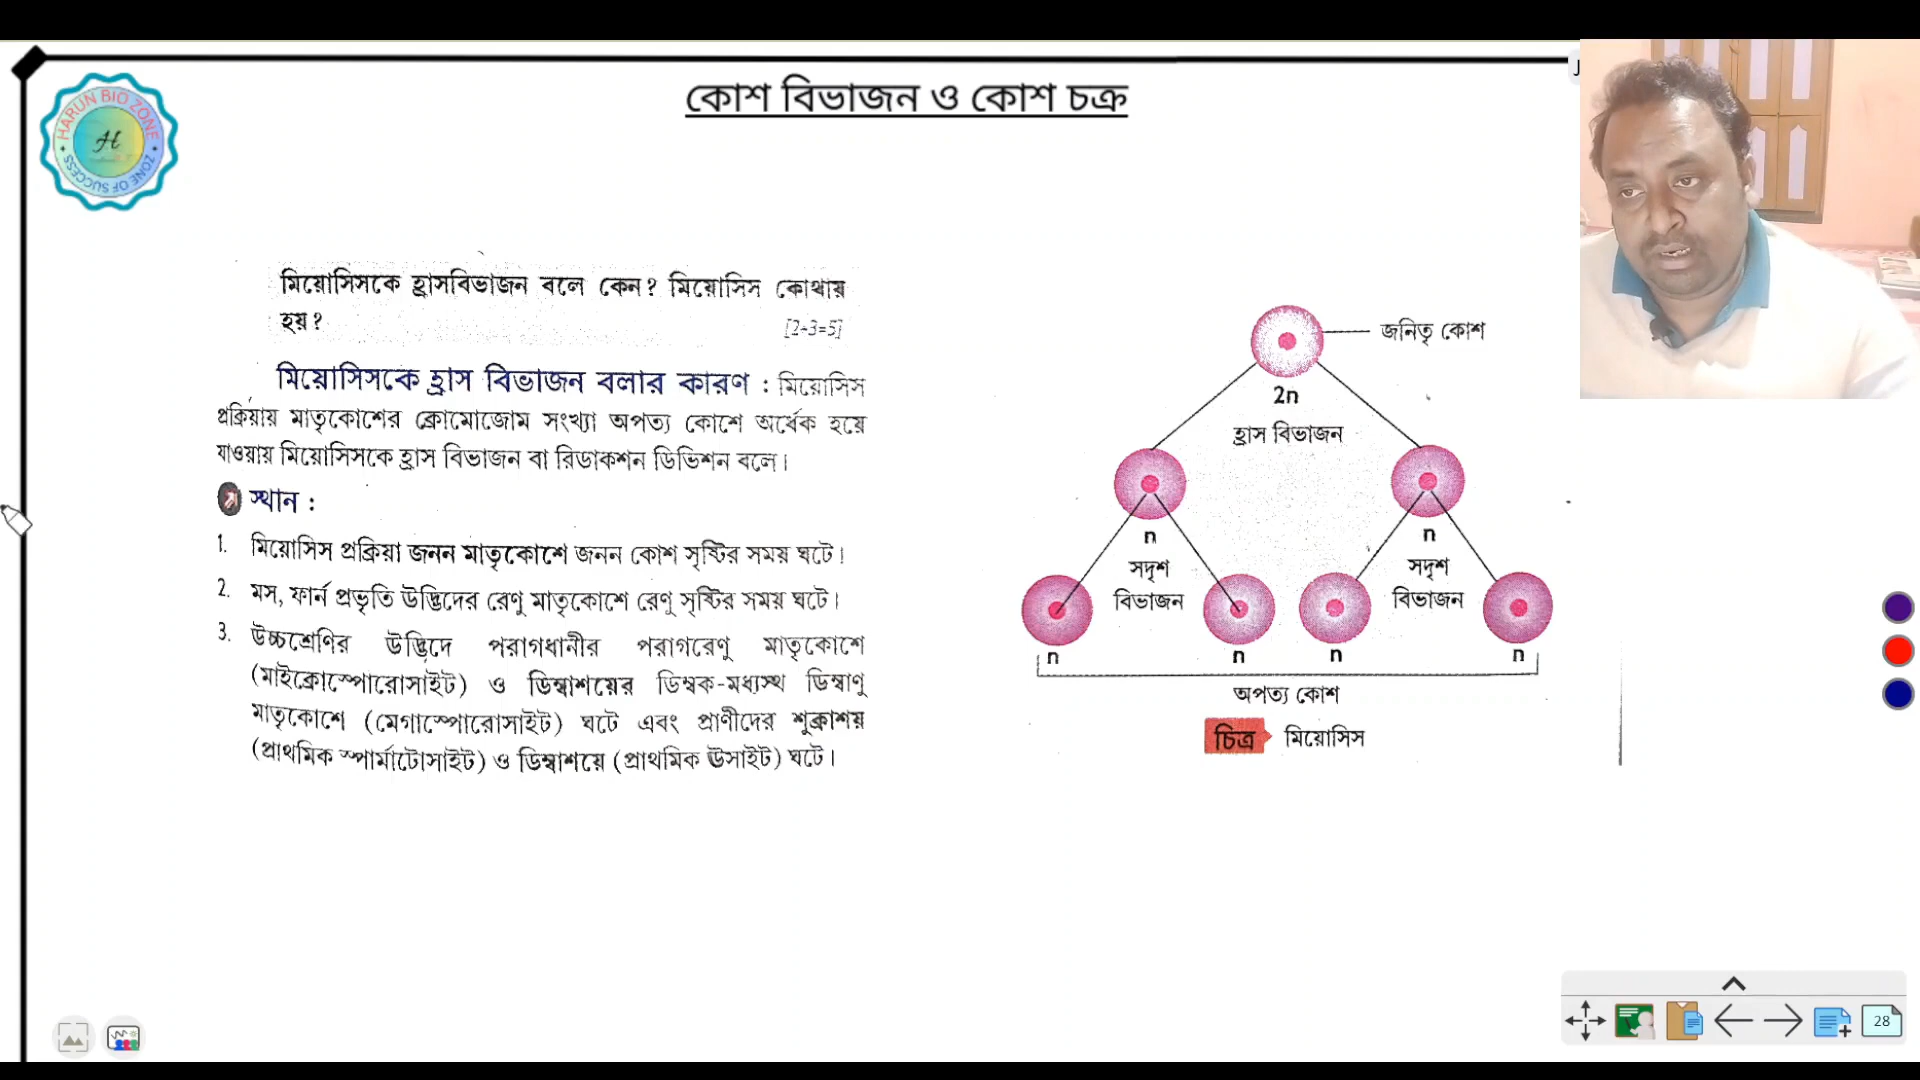 কোশ বিভাজন ও কোশ চক্র
HARUN BIO ZONE
H
ZONE OF SUCCESS
মিয়োসিসকে হ্রাসবিভাজন বলে কেন? মিয়োসিস কোথায়
হয়?
[2+3=5]
মিয়োসিসকে হ্রাস বিভাজন বলার কারণ : মিয়োসিস
প্রক্রিয়ায় মাতৃকোশের ক্রোমোজোম সংখ্যা অপত্য কোশে অর্ধেক হয়ে
যাওয়ায় মিয়োসিসকে হ্রাস বিভাজন বা রিডাকশন ডিভিশন বলে।
স্থান :
1. মিয়োসিস প্রক্রিয়া জনন মাতৃকোশে জনন কোশ সৃষ্টির সময় ঘটে।
2. মস, ফার্ন প্রভৃতি উদ্ভিদের রেণু মাতৃকোশে রেণু সৃষ্টির সময় ঘটে।
3. উচ্চশ্রেণির উদ্ভিদে পরাগধানীর পরাগরেণু মাতৃকোশে
(মাইক্রোস্পোরোসাইট) ও ডিম্বাশয়ের ডিম্বক-মধ্যস্থ ডিম্বাণু
মাতৃকোশে (মেগাস্পোরোসাইট) ঘটে এবং প্রাণীদের শুক্রাশয়
(প্রাথমিক স্পার্মাটোসাইট) ও ডিম্বাশয়ে (প্রাথমিক ঊসাইট) ঘটে।
জনিতৃ কোশ
2n
হ্রাস বিভাজন
n
n
সদৃশ
বিভাজন
সদৃশ
বিভাজন
n
n
n
n
অপত্য কোশ
চিত্র মিয়োসিস
28